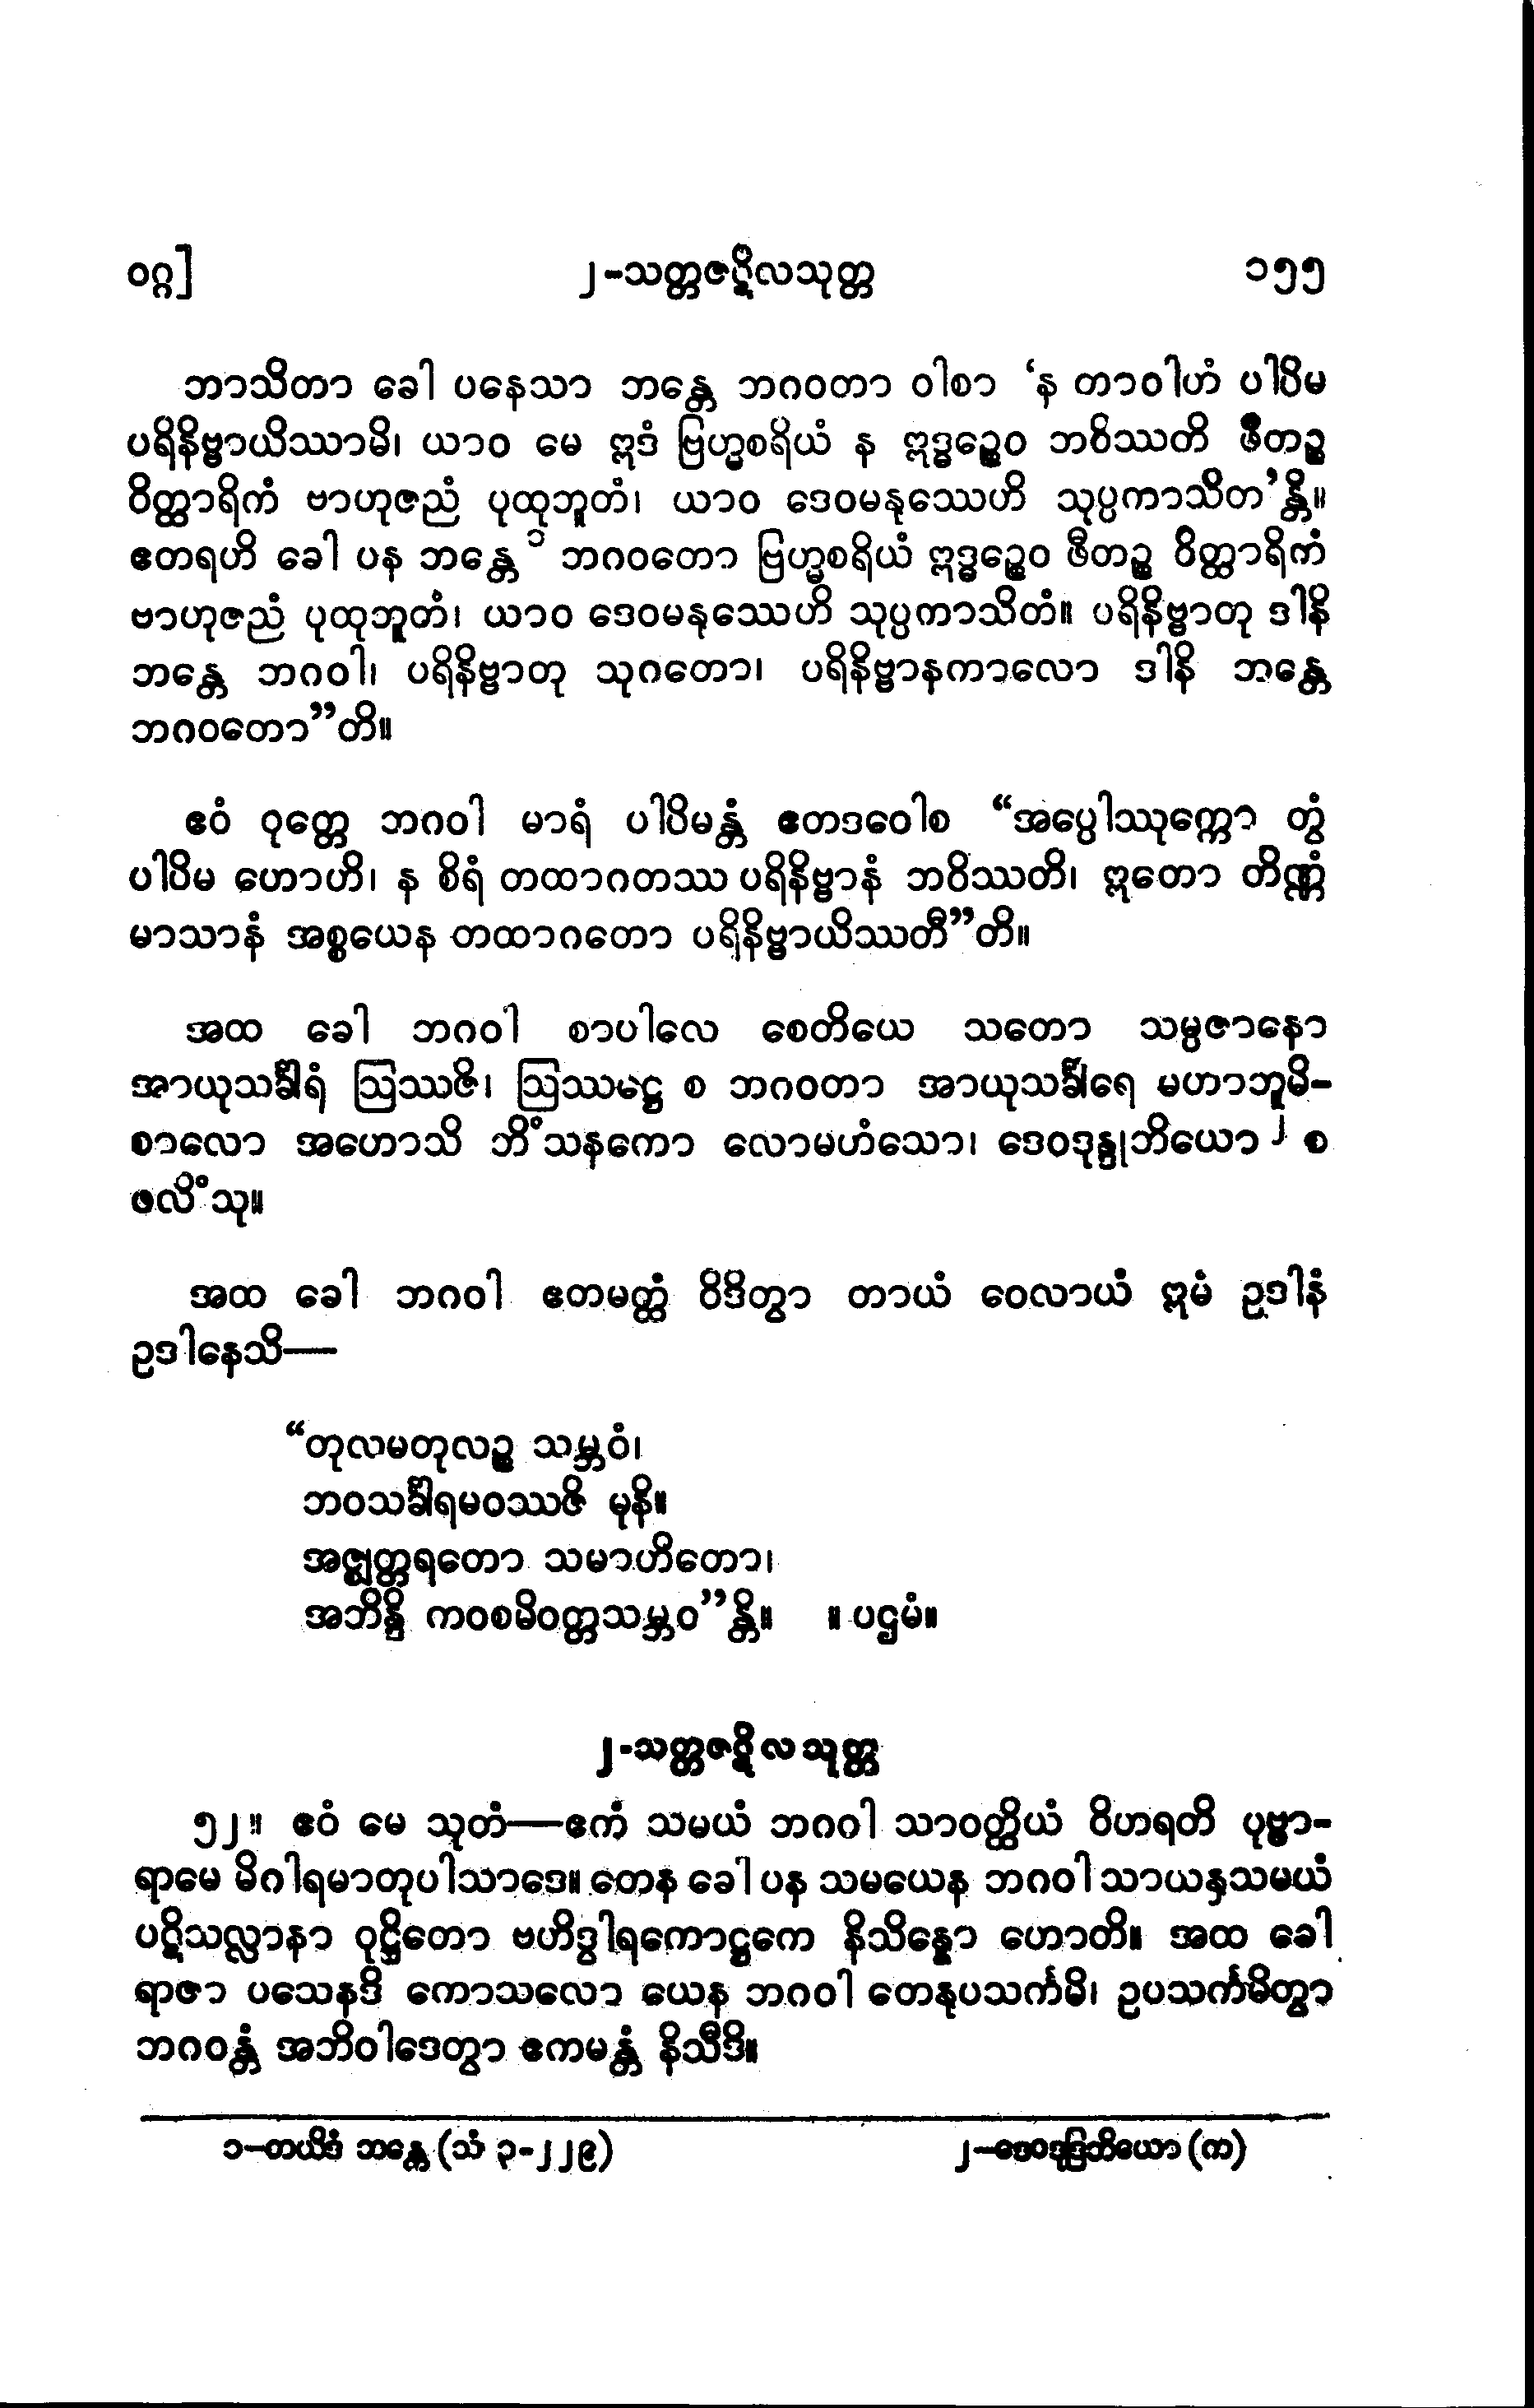 ဝဂ္ဂ] ၂-သတ္တဇဋိလသုတ္တ ၁၅၅
ဘာသိတာ ခေါ ပနေသာ ဘန္တေ ဘဂဝတာ ဝါစာ ‘န တာဝါဟံ ပါပိမ
ပရိနိဗ္ဗာယိဿာမိ၊ ယာဝ မေ ဣဒံ ဗြဟ္မစရိယံ န ဣဒ္ဓဉ္စေဝ ဘဝိဿတိ ဖီတဉ္စ
ဝိတ္ထာရိကံ ဗာဟုဇညံ ပုထုဘူတံ၊ ယာဝ ဒေဝမနုဿေဟိ သုပ္ပကာသိတ’န္တိ။
ဧတရဟိ ခေါ ပန ဘန္တေ ၁ ဘဂဝတော ဗြဟ္မစရိယံ ဣဒ္ဓဉ္စေဝ ဖီတဉ္စ ဝိတ္ထာရိကံ
ဗာဟုဇညံ ပုထုဘူတံ၊ ယာဝ ဒေဝမနုဿေဟိ သုပ္ပကာသိတံ။ ပရိနိဗ္ဗာတု ဒါနိ
ဘန္တေ ဘဂဝါ၊ ပရိနိဗ္ဗာတု သုဂတော၊ ပရိနိဗ္ဗာနကာလော ဒါနိ ဘန္တေ
ဘဂဝတော”တိ။
ဧဝံ ဝုတ္တေ ဘဂဝါ မာရံ ပါပိမန္တံ ဧတဒဝေါစ “အပ္ပေါဿုက္ကော တွံ
ပါပိမ ဟောဟိ၊ န စိရံ တထာဂတဿ ပရိနိဗ္ဗာနံ ဘဝိဿတိ၊ ဣတော တိဏ္ဏံ
မာသာနံ အစ္စယေန တထာဂတော ပရိနိဗ္ဗာယိဿတီ”တိ။
အထ ခေါ ဘဂဝါ စာပါလေ စေတိယေ သတော သမ္ပဇာနော
အာယုသင်္ခါရံ ဩဿဇိ၊ ဩဿဋ္ဌေ စ ဘဂဝတာ အာယုသင်္ခါရေ မဟာဘူမိ-
စာလော အဟောသိ ဘိံသနကော လောမဟံသော၊ ဒေဝဒုန္ဒုဘိယော ၂ စ
ဖလိံသု။
အထ ခေါ ဘဂဝါ ဧတမတ္ထံ ဝိဒိတွာ တာယံ ဝေလာယံ ဣမံ ဥဒါနံ
ဥဒါနေသိ—
“တုလမတုလဉ္စ သမ္ဘဝံ၊
ဘဝသင်္ခါရမဝဿဇိ မုနိ။
အဇ္ဈတ္တရတော သမာဟိတော၊
အဘိန္ဒိ ကဝစမိဝတ္တသမ္ဘဝ”န္တိ။ ။ ပဌမံ။
၂-သတ္တဇဋိလသုတ္တ
၅၂။ ဧဝံ မေ သုတံ—ဧကံ သမယံ ဘဂဝါ သာဝတ္ထိယံ ဝိဟရတိ ပုဗ္ဗာ-
ရာမေ မိဂါရမာတုပါသာဒေ။ တေန ခေါ ပန သမယေန ဘဂဝါ သာယနှသမယံ
ပဋိသလ္လာနာ ဝုဋ္ဌိတော ဗဟိဒွါရကောဋ္ဌကေ နိသိန္နော ဟောတိ။ အထ ခေါ
ရာဇာ ပသေနဒိ ကောသလော ယေန ဘဂဝါ တေနုပသင်္ကမိ၊ ဥပသင်္ကမိတွာ
ဘဂဝန္တံ အဘိဝါဒေတွာ ဧကမန္တံ နိသီဒိ။
၁-တယိဒံ ဘန္တေ (သံ ၃-၂၂၉) ၂-ဒေဝဒုဒြဘိယော (က)